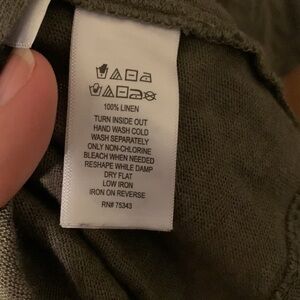 100% LINEN
TURN INSIDE OUT
HAND WASH COLD
WASH SEPARATELY
ONLY NON-CHLORINE
BLEACH WHEN NEEDED
RESHAPE WHILE DAMP
DRY FLAT
LOW IRON
IRON ON REVERSE
RN# 75343